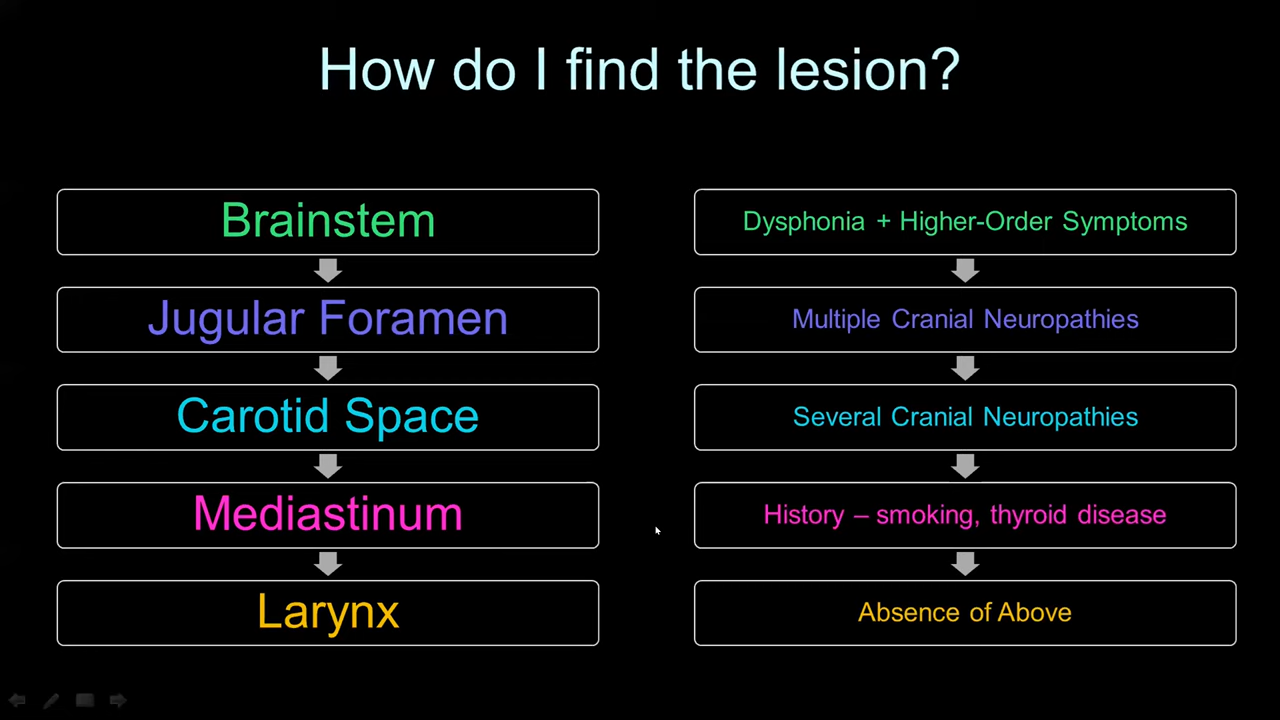 How do I find the lesion?
Brainstem
Dysphonia + Higher-Order Symptoms
Jugular Foramen
Multiple Cranial Neuropathies
Carotid Space
Several Cranial Neuropathies
Mediastinum
History – smoking, thyroid disease
Larynx
Absence of Above